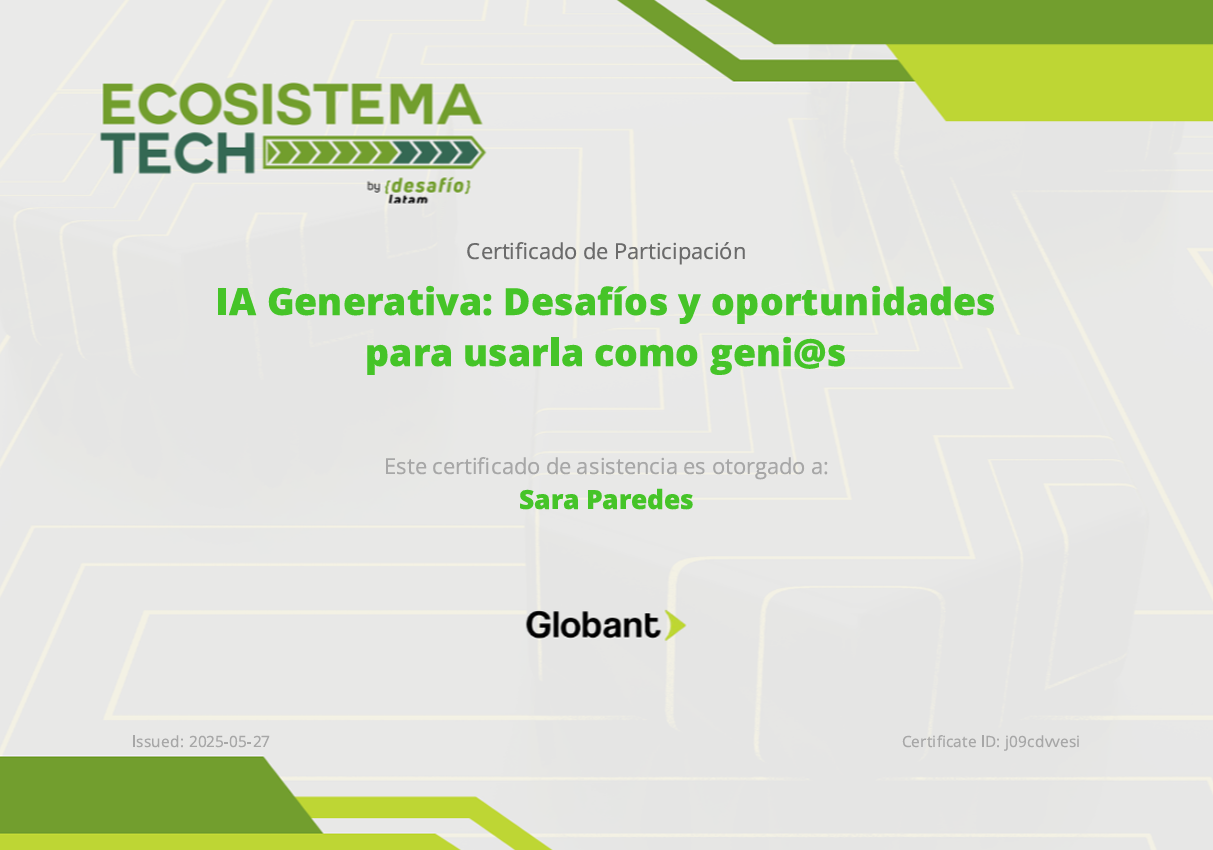 ECOSISTEMA
TECH
by {desafío}
latam
Certificado de Participación
IA Generativa: Desafíos y oportunidades
para usarla como geni@s
Este certificado de asistencia es otorgado a:
Sara Paredes
Globant
Issued: 2025-05-27
Certificate ID: j09cdvvesi